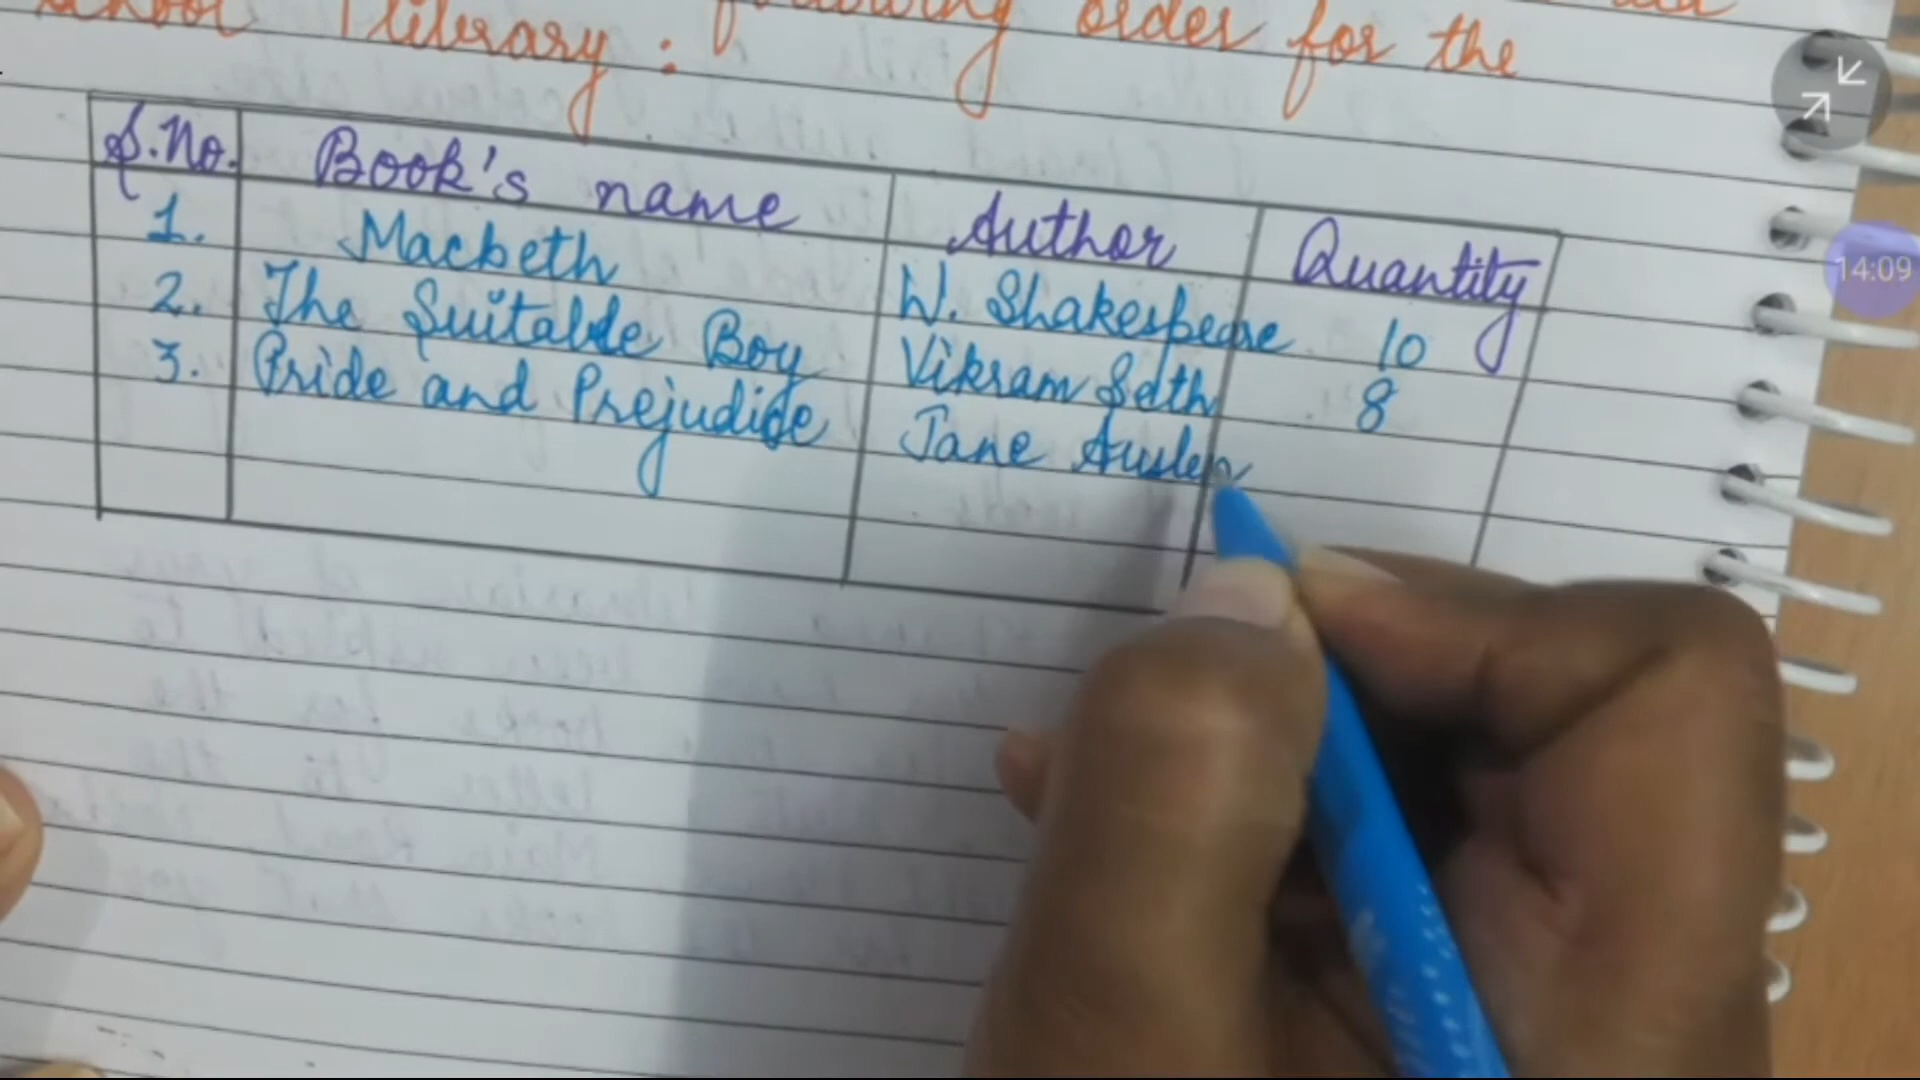 following order for the
school library :
S.No. Book's name Author Quantity
1. Macbeth W. Shakespeare 10
2. The Suitable Boy Vikram Seth 8
3. Pride and Prejudice Jane Austen
14:09